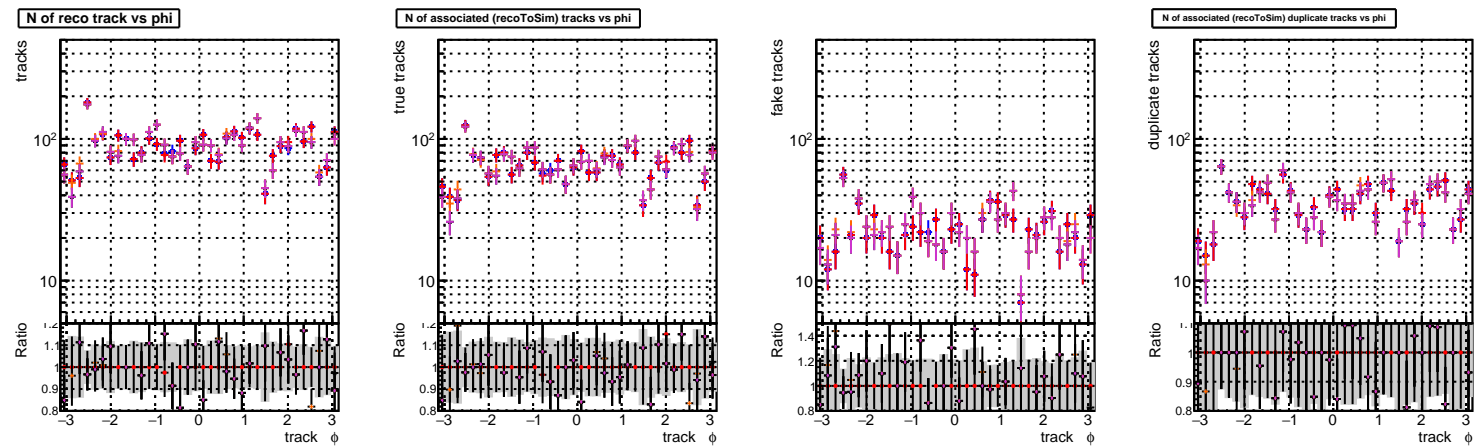 N of reco track vs phi
tracks
10²
10
Ratio
1.2
1.1
1
0.9
0.8
−3 −2 −1 0 1 2 3
track ϕ
N of associated (recoToSim) tracks vs phi
true tracks
10²
10
Ratio
1.2
1.1
1
0.9
0.8
−3 −2 −1 0 1 2 3
track ϕ
fake tracks
10²
10
Ratio
1.4
1.2
1
−3 −2 −1 0 1 2 3
track ϕ
N of associated (recoToSim) duplicate tracks vs phi
duplicate tracks
10²
10
Ratio
1.1
1
0.9
0.8
−3 −2 −1 0 1 2 3
track ϕ